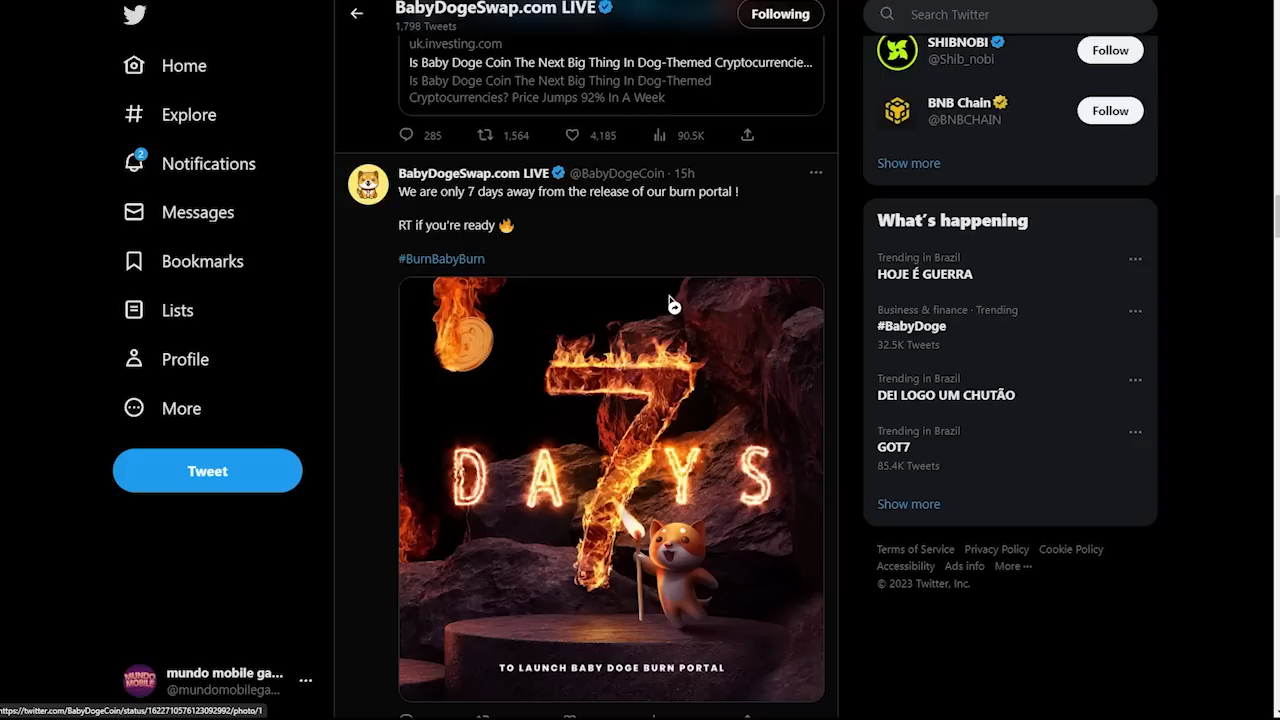 Home
Explore
2
Notifications
Messages
Bookmarks
Lists
Profile
More
Tweet
mundo mobile ga...
@mundomobilega...
https://twitter.com/BabyDogeCoin/status/1622710576123092992/photo/1
BabyDogeSwap.com LIVE
1,798 Tweets
Following
uk.investing.com
Is Baby Doge Coin The Next Big Thing In Dog-Themed Cryptocurrencie...
Is Baby Doge Coin The Next Big Thing In Dog-Themed
Cryptocurrencies? Price Jumps 92% In A Week
285 1,564 4,185 90.5K
BabyDogeSwap.com LIVE @BabyDogeCoin · 15h
We are only 7 days away from the release of our burn portal !
RT if you're ready 🔥
#BurnBabyBurn
7
DAYS
TO LAUNCH BABY DOGE BURN PORTAL
Search Twitter
SHIBNOBI
@Shib_nobi
Follow
BNB Chain
@BNBCHAIN
Follow
Show more
What's happening
Trending in Brazil
HOJE É GUERRA
Business & finance · Trending
#BabyDoge
32.5K Tweets
Trending in Brazil
DEI LOGO UM CHUTÃO
Trending in Brazil
GOT7
85.4K Tweets
Show more
Terms of Service Privacy Policy Cookie Policy
Accessibility Ads info More ···
© 2023 Twitter, Inc.